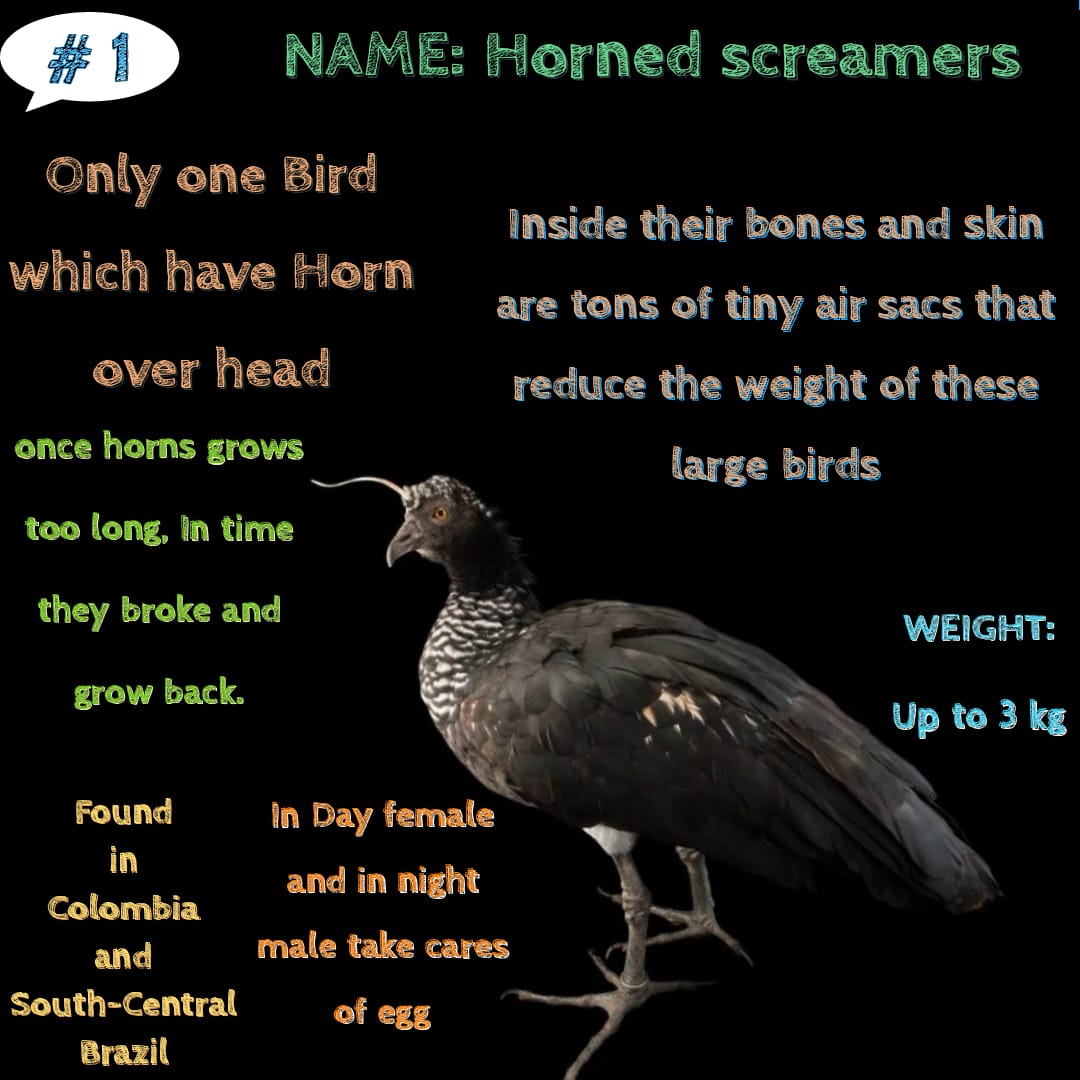 # 1
NAME: Horned screamers
Only one Bird
which have Horn
over head
Inside their bones and skin
are tons of tiny air sacs that
reduce the weight of these
large birds
once horns grows
too long, In time
they broke and
grow back.
WEIGHT:
Up to 3 kg
Found
in
Colombia
and
South-Central
Brazil
In Day female
and in night
male take cares
of egg